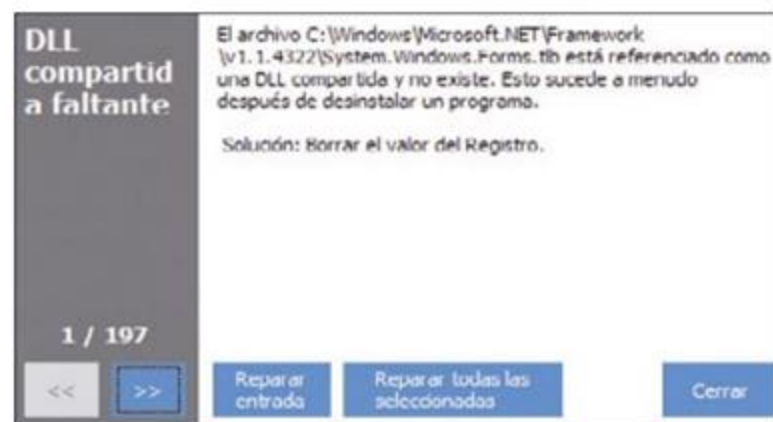 DLL
compartid
a faltante
El archivo C:\Windows\Microsoft.NET\Framework
\v1.1.4322\System.Windows.Forms.tlb está referenciado como
una DLL compartida y no existe. Esto sucede a menudo
después de desinstalar un programa.
Solución: Borrar el valor del Registro.
1 / 197
<< >>
Reparar
entrada
Reparar todas las
seleccionadas
Cerrar